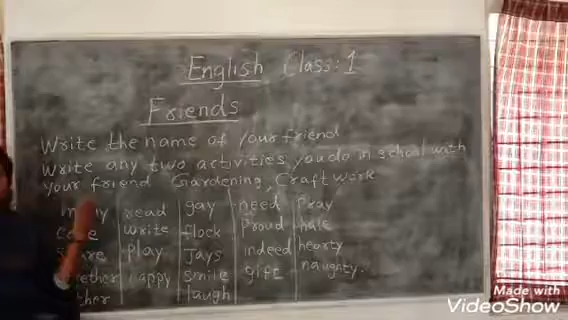 English Class: 1
Friends
Write the name of your friend
Write any two activities you do in school with
your friend Gardening, Craft work
read gay need Pray
write flock Proud hale
Play Jays indeed hearty
happy smile gift naughty.
laugh
Made with
VideoShow